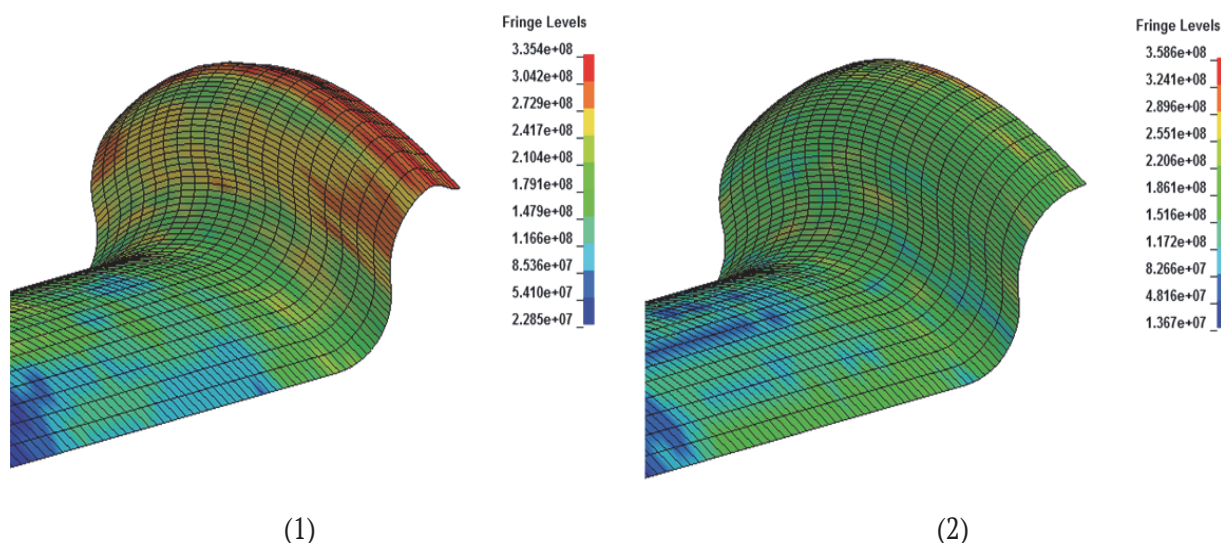 Fringe Levels
3.354e+08
3.042e+08
2.729e+08
2.417e+08
2.104e+08
1.791e+08
1.479e+08
1.166e+08
8.536e+07
5.410e+07
2.285e+07
(1)
Fringe Levels
3.586e+08
3.241e+08
2.896e+08
2.551e+08
2.206e+08
1.861e+08
1.516e+08
1.172e+08
8.266e+07
4.816e+07
1.367e+07
(2)